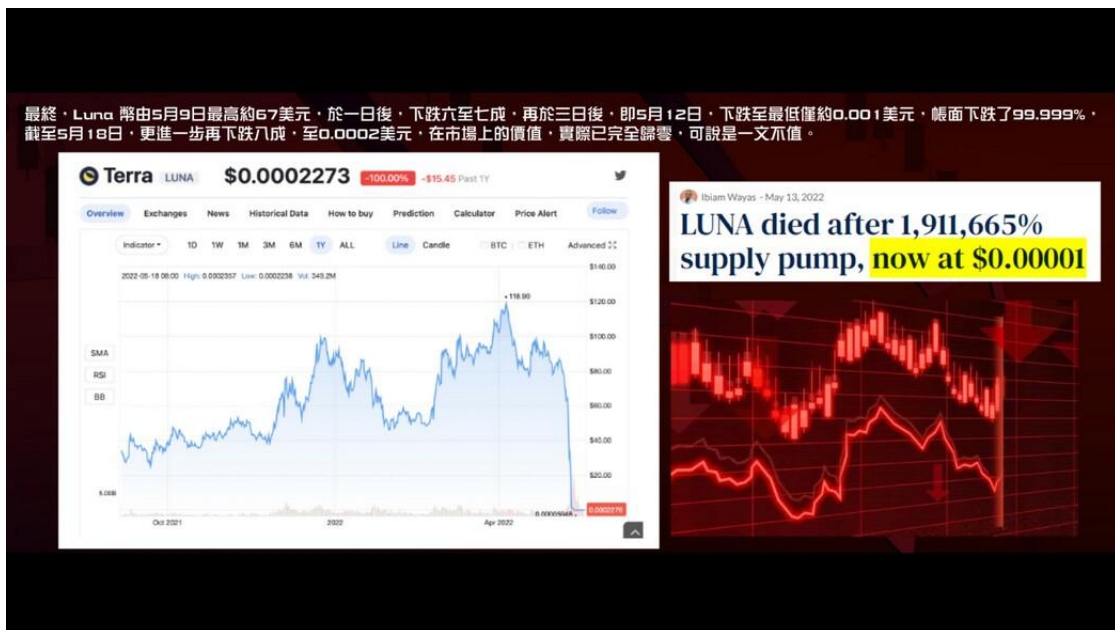 最終，Luna 幣由5月9日最高約67美元，於一日後，下跌六至七成，再於三日後，即5月12日，下跌至最低僅約0.001美元，帳面下跌了99.999%，
截至5月18日，更進一步再下跌八成，至0.0002美元，在市場上的價值，實際已完全歸零，可說是一文不值。
Terra LUNA $0.0002273 -100.00% -$15.45 Past 1Y
Overview Exchanges News Historical Data How to buy Prediction Calculator Price Alert Follow
Indicator 1D 1W 1M 3M 6M 1Y ALL Line Candle BTC ETH Advanced
2022-05-18 08:00 High: 0.0002357 Low: 0.0002238 Vol: 349.2M
$140.00
118.90
$120.00
$100.00
SMA
$80.00
RSI
BB
$60.00
$40.00
$20.00
5.00B
0.0002276
Oct 2021 2022 Apr 2022
Ibiam Wayas - May 13, 2022
LUNA died after 1,911,665%
supply pump, now at $0.00001